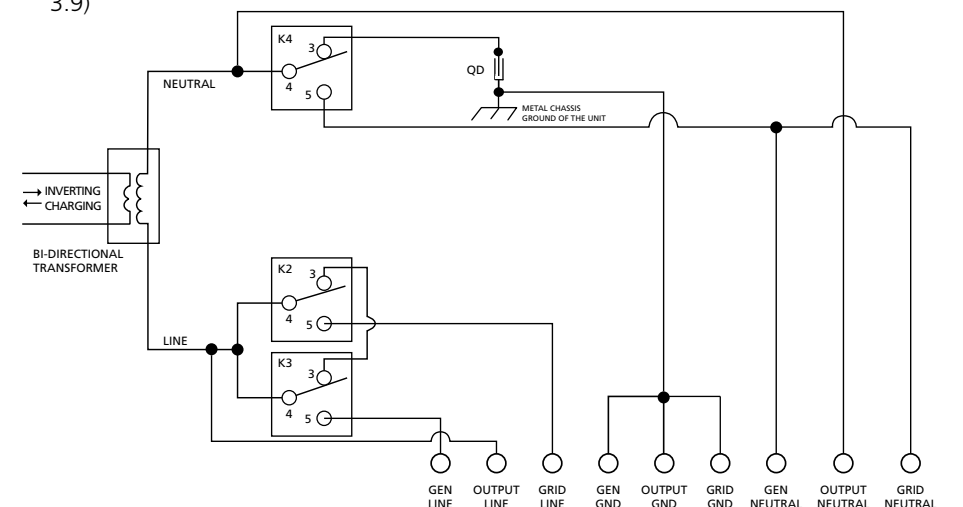 3.9)
K4
3
4
5
QD
NEUTRAL
METAL CHASSIS
GROUND OF THE UNIT
INVERTING
CHARGING
BI-DIRECTIONAL
TRANSFORMER
K2
3
4
5
LINE
K3
3
4
5
GEN
LINE
OUTPUT
LINE
GRID
LINE
GEN
GND
OUTPUT
GND
GRID
GND
GEN
NEUTRAL
OUTPUT
NEUTRAL
GRID
NEUTRAL